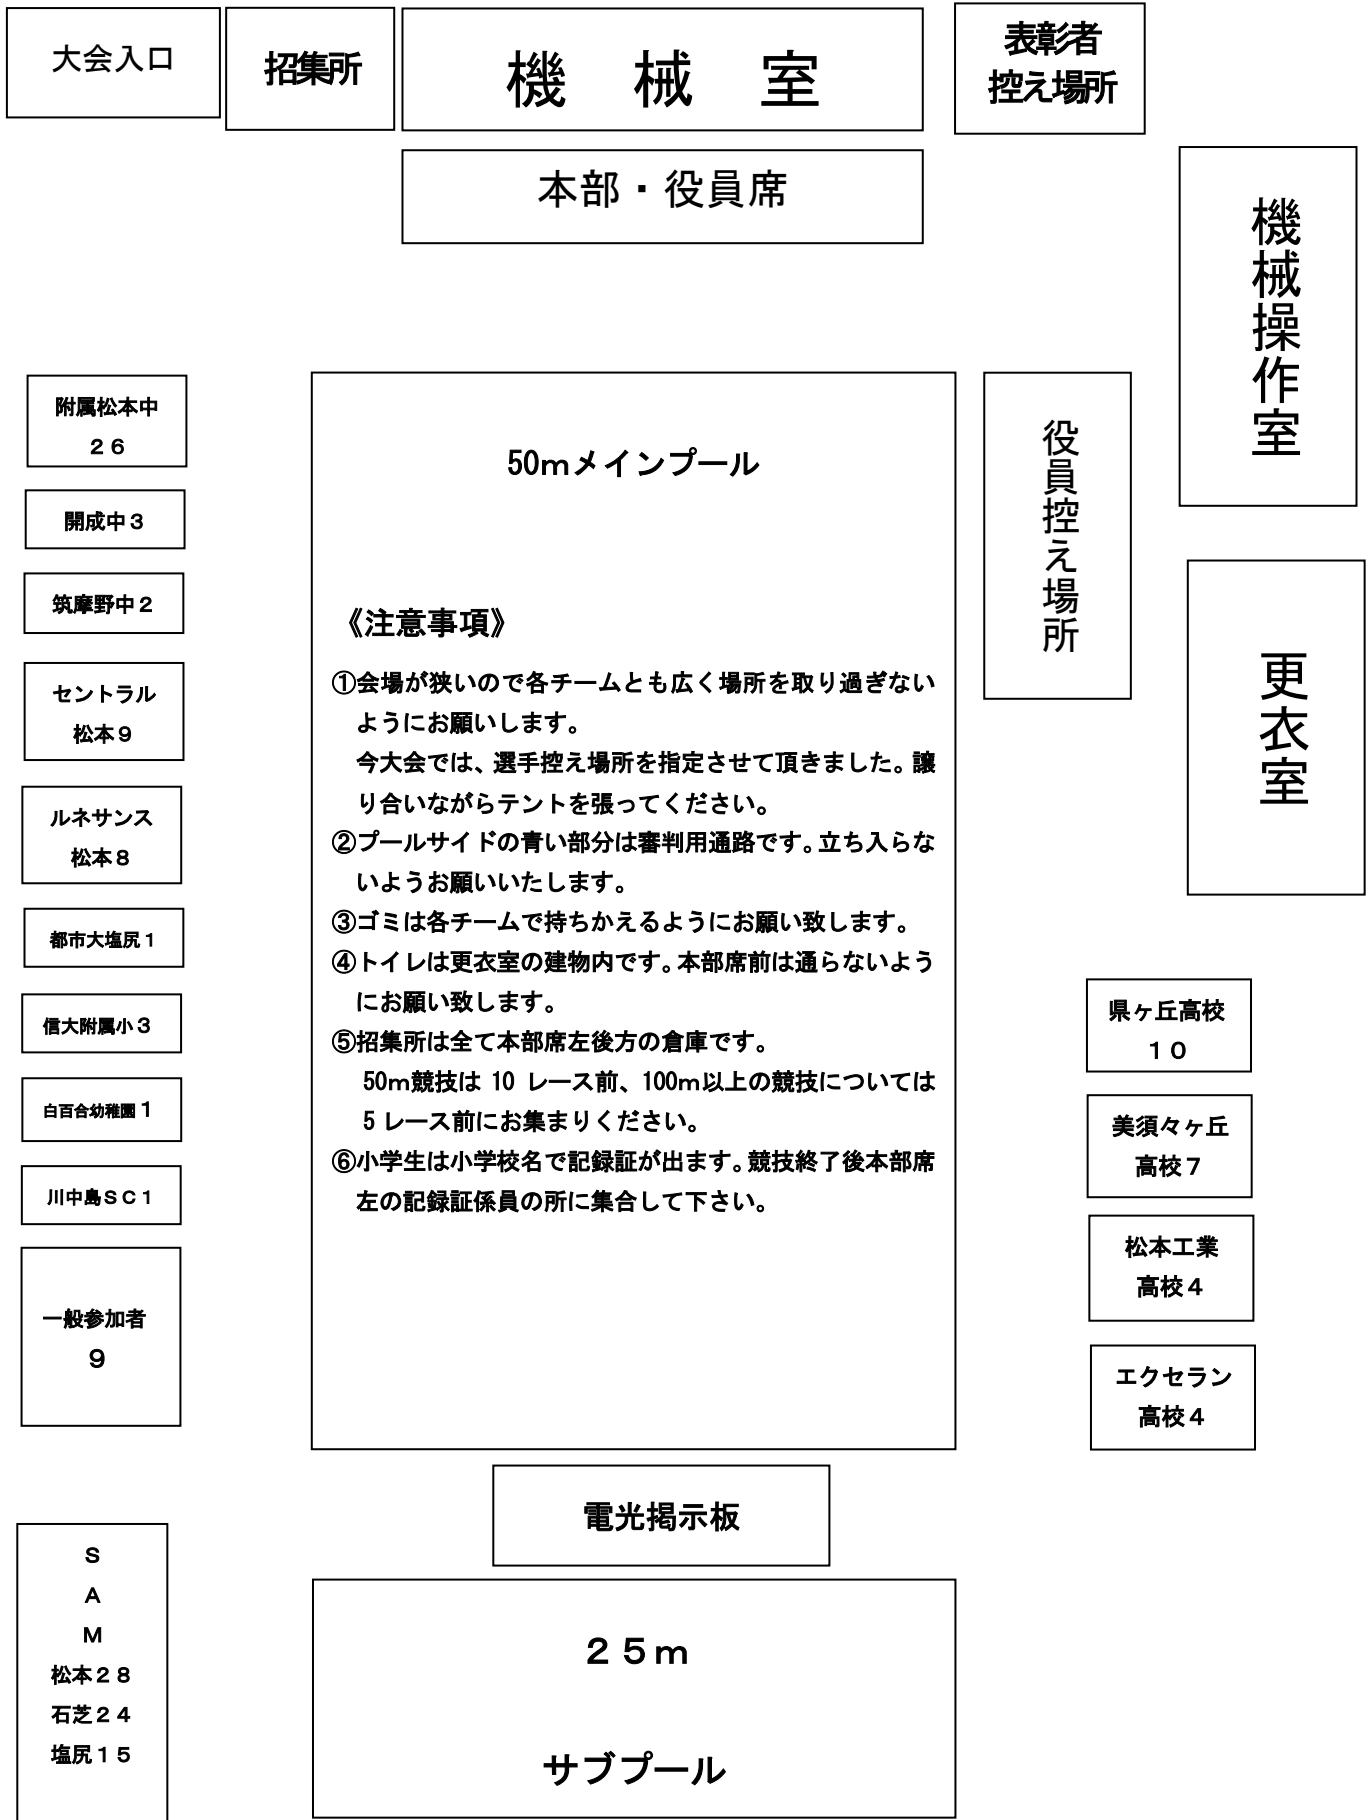 大会入口
招集所
機　械　室
表彰者
控え場所
本部・役員席
機械操作室
附属松本中
２６
開成中３
筑摩野中２
セントラル
松本９
ルネサンス
松本８
都市大塩尻１
信大附属小３
白百合幼稚園１
川中島ＳＣ１
一般参加者
９
50ｍメインプール
《注意事項》
①会場が狭いので各チームとも広く場所を取り過ぎない
ようにお願いします。
今大会では、選手控え場所を指定させて頂きました。譲
り合いながらテントを張ってください。
②プールサイドの青い部分は審判用通路です。立ち入らな
いようお願いいたします。
③ゴミは各チームで持ちかえるようにお願い致します。
④トイレは更衣室の建物内です。本部席前は通らないよう
にお願い致します。
⑤招集所は全て本部席左後方の倉庫です。
50ｍ競技は 10 レース前、100ｍ以上の競技については
5 レース前にお集まりください。
⑥小学生は小学校名で記録証が出ます。競技終了後本部席
左の記録証係員の所に集合して下さい。
役員控え場所
更衣室
県ヶ丘高校
１０
美須々ヶ丘
高校７
松本工業
高校４
エクセラン
高校４
電光掲示板
Ｓ
Ａ
Ｍ
松本２８
石芝２４
塩尻１５
２５ｍ
サブプール